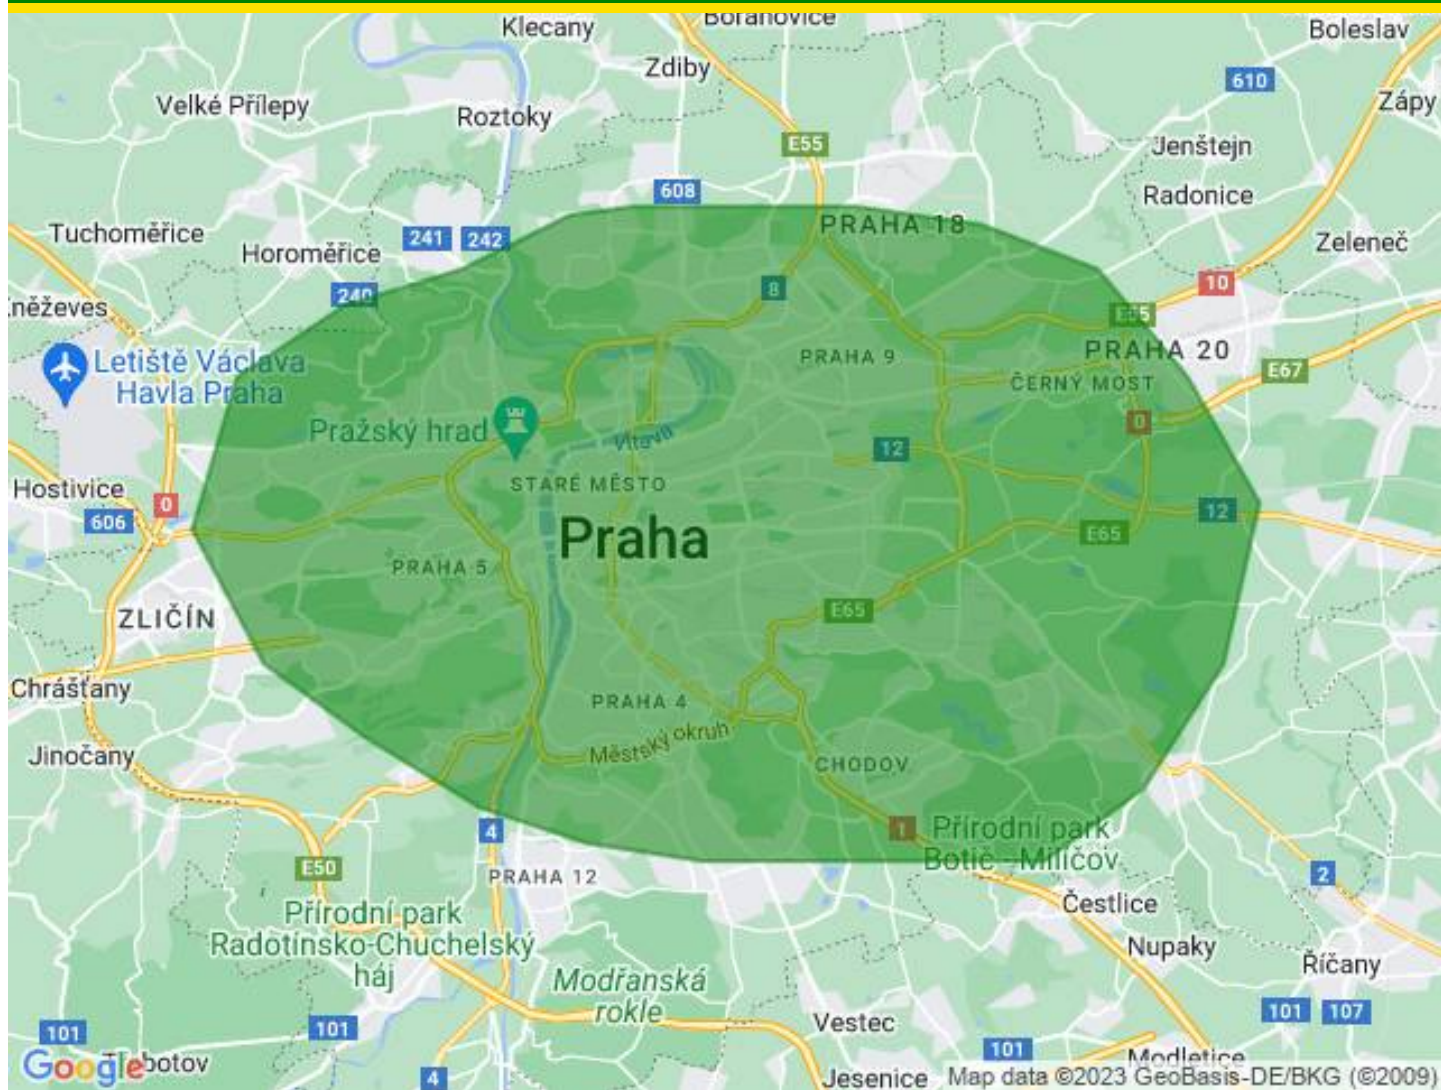 Klecany
Boranovice
Boleslav
Zdiby
610
Velké Přílepy
Roztoky
Zápy
E55
Jenštejn
608
Radonice
Tuchoměřice
241
242
PRAHA 18
Horoměřice
Zeleneč
240
8
10
Kněževes
E65
PRAHA 9
PRAHA 20
Letiště Václava
Havla Praha
E67
ČERNÝ MOST
Pražský hrad
0
Vltava
12
STARÉ MĚSTO
Hostivice
0
606
12
Praha
E65
PRAHA 5
ZLIČÍN
E65
Chrášťany
PRAHA 4
Městský okruh
Jinočany
CHODOV
4
1
Přírodní park
Botič - Milíčov
E50
PRAHA 12
2
Čestlice
Přírodní park
Radotínsko-Chuchelský
háj
Nupaky
Říčany
Modřanská
rokle
101
101
Vestec
101
107
101
Modletice
Google
4
Jesenice
Map data ©2023 GeoBasis-DE/BKG (©2009)